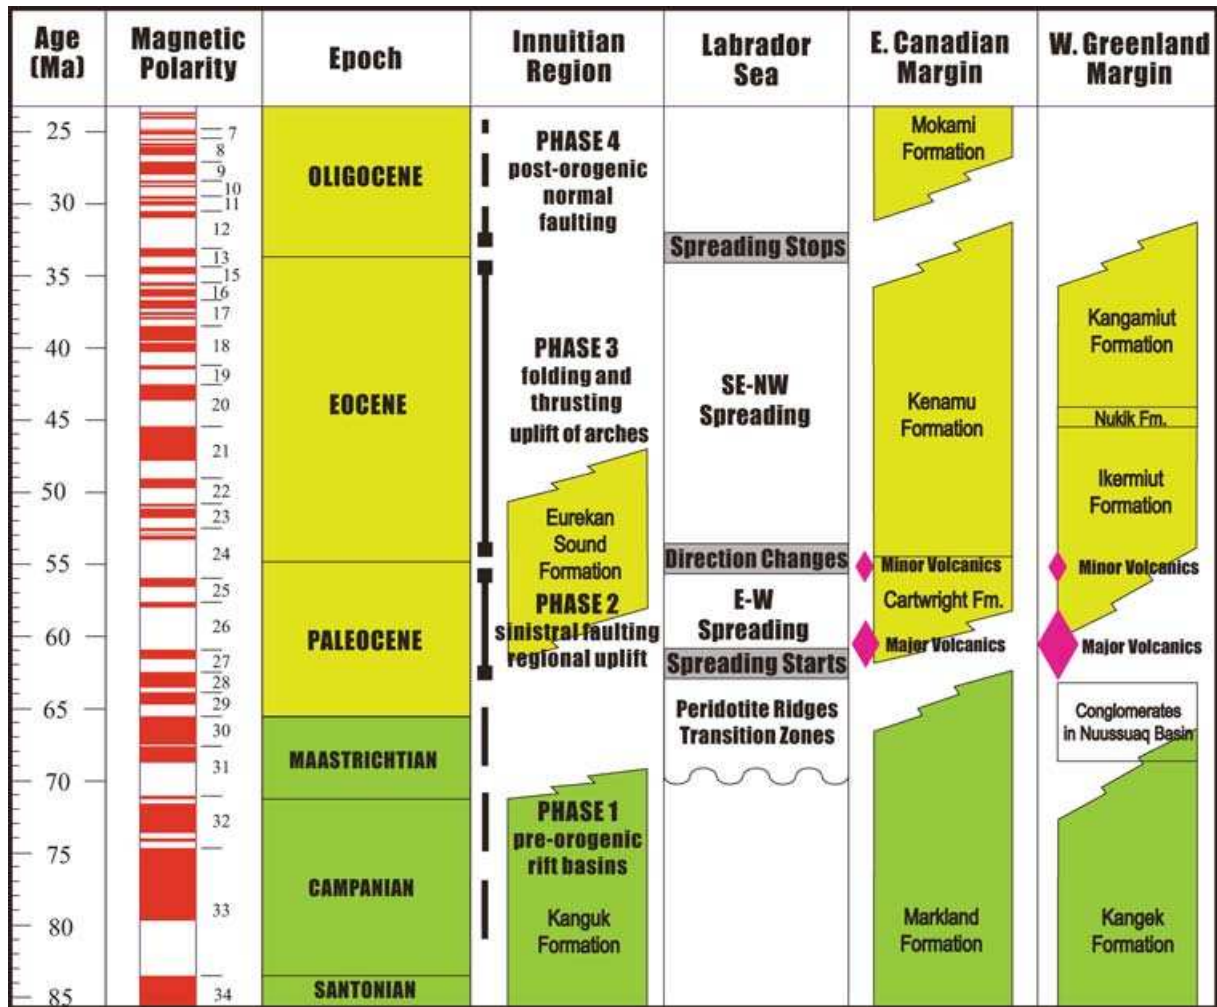 Age
(Ma)
Magnetic
Polarity
Epoch
Innuitian
Region
Labrador
Sea
E. Canadian
Margin
W. Greenland
Margin
25
30
35
40
45
50
55
60
65
70
75
80
85
7
8
9
10
11
12
13
15
16
17
18
19
20
21
22
23
24
25
26
27
28
29
30
31
32
33
34
OLIGOCENE
EOCENE
PALEOCENE
MAASTRICHTIAN
CAMPANIAN
SANTONIAN
PHASE 4
post-orogenic
normal
faulting
PHASE 3
folding and
thrusting
uplift of arches
Eurekan
Sound
Formation
PHASE 2
sinistral faulting
regional uplift
PHASE 1
pre-orogenic
rift basins
Kanguk
Formation
Spreading Stops
SE-NW
Spreading
Direction Changes
E-W
Spreading
Spreading Starts
Peridotite Ridges
Transition Zones
Mokami
Formation
Kenamu
Formation
Minor Volcanics
Cartwright Fm.
Major Volcanics
Markland
Formation
Kangamiut
Formation
Nukik Fm.
Ikermiut
Formation
Minor Volcanics
Major Volcanics
Conglomerates
in Nuussuaq Basin
Kangek
Formation